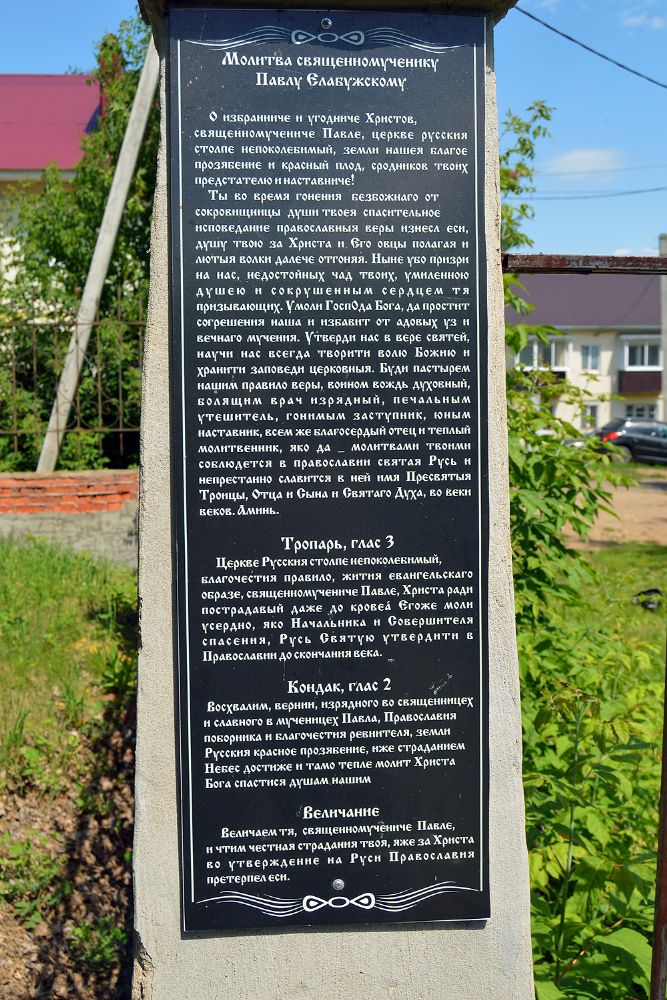 Молитва священномученику
Павлу Елабужскому
О избранниче и угодниче Христов,
священномучениче Павле, церкве русския
столпе непоколебимый, земли нашея благое
прозябение и красный плод, сродников твоих
предстателю и наставниче!
Ты во время гонения безбожнаго от
сокровищницы души твоея спасительное
исповедание православныя веры изнесл еси,
душу твою за Христа и Его овцы полагая и
лютыя волки далече отгоняя. Ныне убо призри
на нас, недостойных чад твоих, умиленною
душею и сокрушенным сердцем тя
призывающих. Умоли ГоспОда Бога, да простит
согрешения наша и избавит от адовых уз и
вечнаго мучения. Утверди нас в вере святей,
научи нас всегда творити волю Божию и
хранити заповеди церковныя. Буди пастырем
нашим правило веры, воином вождь духовный,
болящим врач изрядный, печальным
утешитель, гонимым заступник, юным
наставник, всем же благосердый отец и теплый
молитвенник, яко да _ молитвами твоими
соблюдется в православии святая Русь и
непрестанно славится в ней имя Пресвятыя
Троицы, Отца и Сына и Святаго Духа, во веки
веков. Аминь.
Тропарь, глас 3
Церкве Русския столпе непоколебимый,
благочестия правило, жития евангельскаго
образе, священномучениче Павле, Христа ради
пострадавый даже до кровеá Егоже моли
усердно, яко Начальника и Совершителя
спасения, Русь Святую утвердити в
Православии до скончания века.
Кондак, глас 2
Восхвалим, вернии, изрядного во священницех
и славного в мученицех Павла, Православия
поборника и благочестия ревнителя, земли
Русския красное прозябение, иже страданием
Небес достиже и тамо тепле молит Христа
Бога спастися душам нашим
Величание
Величаем тя, священномучениче Павле,
и чтим честная страдания твоя, яже за Христа
во утверждение на Руси Православия
претерпел еси.